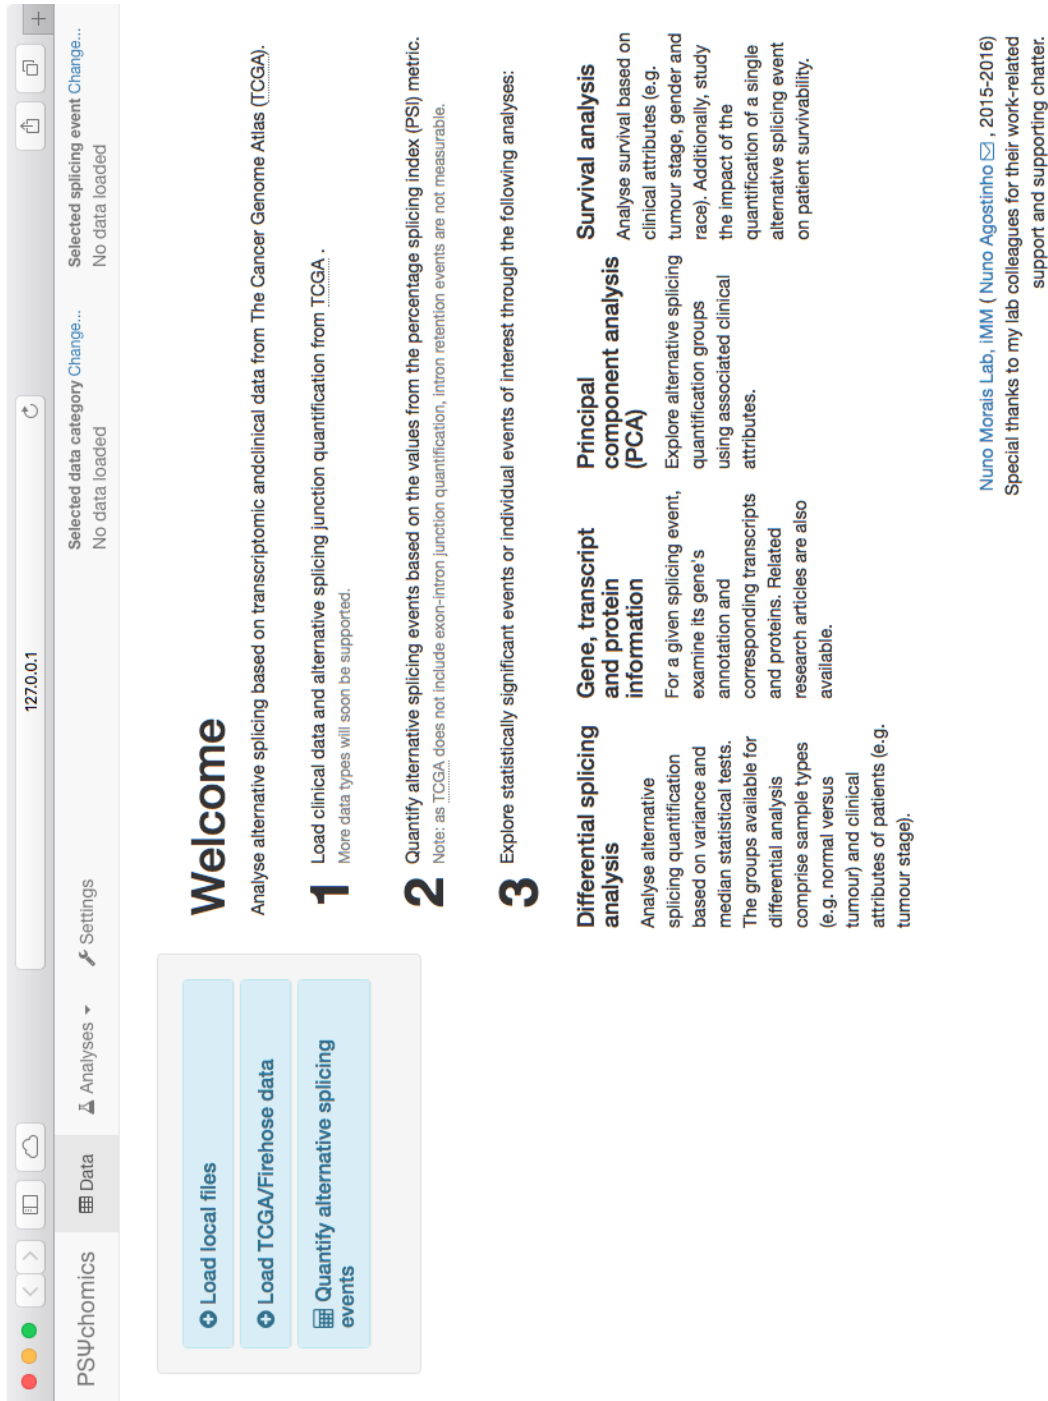 127.0.0.1
PSΨchomics
Data
Analyses
Settings
Selected data category Change...
No data loaded
Selected splicing event Change...
No data loaded
Load local files
Load TCGA/Firehose data
Quantify alternative splicing
events
Welcome
Analyse alternative splicing based on transcriptomic andclinical data from The Cancer Genome Atlas (TCGA).
1
Load clinical data and alternative splicing junction quantification from TCGA .
More data types will soon be supported.
2
Quantify alternative splicing events based on the values from the percentage splicing index (PSI) metric.
Note: as TCGA does not include exon-intron junction quantification, intron retention events are not measurable.
3
Explore statistically significant events or individual events of interest through the following analyses:
Differential splicing
analysis
Analyse alternative
splicing quantification
based on variance and
median statistical tests.
The groups available for
differential analysis
comprise sample types
(e.g. normal versus
tumour) and clinical
attributes of patients (e.g.
tumour stage).
Gene, transcript
and protein
information
For a given splicing event,
examine its gene's
annotation and
corresponding transcripts
and proteins. Related
research articles are also
available.
Principal
component analysis
(PCA)
Explore alternative splicing
quantification groups
using associated clinical
attributes.
Survival analysis
Analyse survival based on
clinical attributes (e.g.
tumour stage, gender and
race). Additionally, study
the impact of the
quantification of a single
alternative splicing event
on patient survivability.
Nuno Morais Lab, iMM ( Nuno Agostinho , 2015-2016)
Special thanks to my lab colleagues for their work-related
support and supporting chatter.